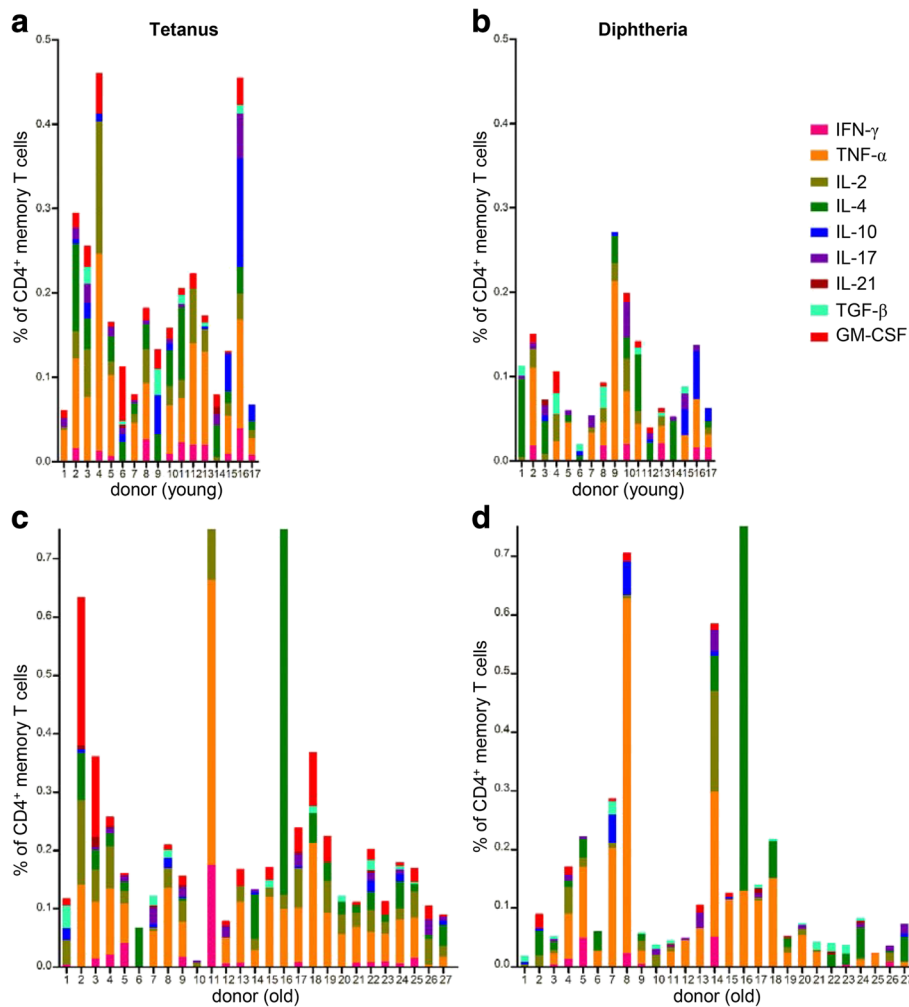 a Tetanus
0.5
0.4
0.3
0.2
0.1
0.0
% of CD4⁺ memory T cells
1 2 3 4 5 6 7 8 9 10 11 12 13 14 15 16 17
donor (young)
b Diphtheria
0.5
0.4
0.3
0.2
0.1
0.0
% of CD4⁺ memory T cells
1 2 3 4 5 6 7 8 9 10 11 12 13 14 15 16 17
donor (young)
IFN-γ
TNF-α
IL-2
IL-4
IL-10
IL-17
IL-21
TGF-β
GM-CSF
c
0.7
0.6
0.5
0.4
0.3
0.2
0.1
0.0
% of CD4⁺ memory T cells
1 2 3 4 5 6 7 8 9 10 11 12 13 14 15 16 17 18 19 20 21 22 23 24 25 26 27
donor (old)
d
0.7
0.6
0.5
0.4
0.3
0.2
0.1
0.0
% of CD4⁺ memory T cells
1 2 3 4 5 6 7 8 9 10 11 12 13 14 15 16 17 18 19 20 21 22 23 24 25 26 27
donor (old)